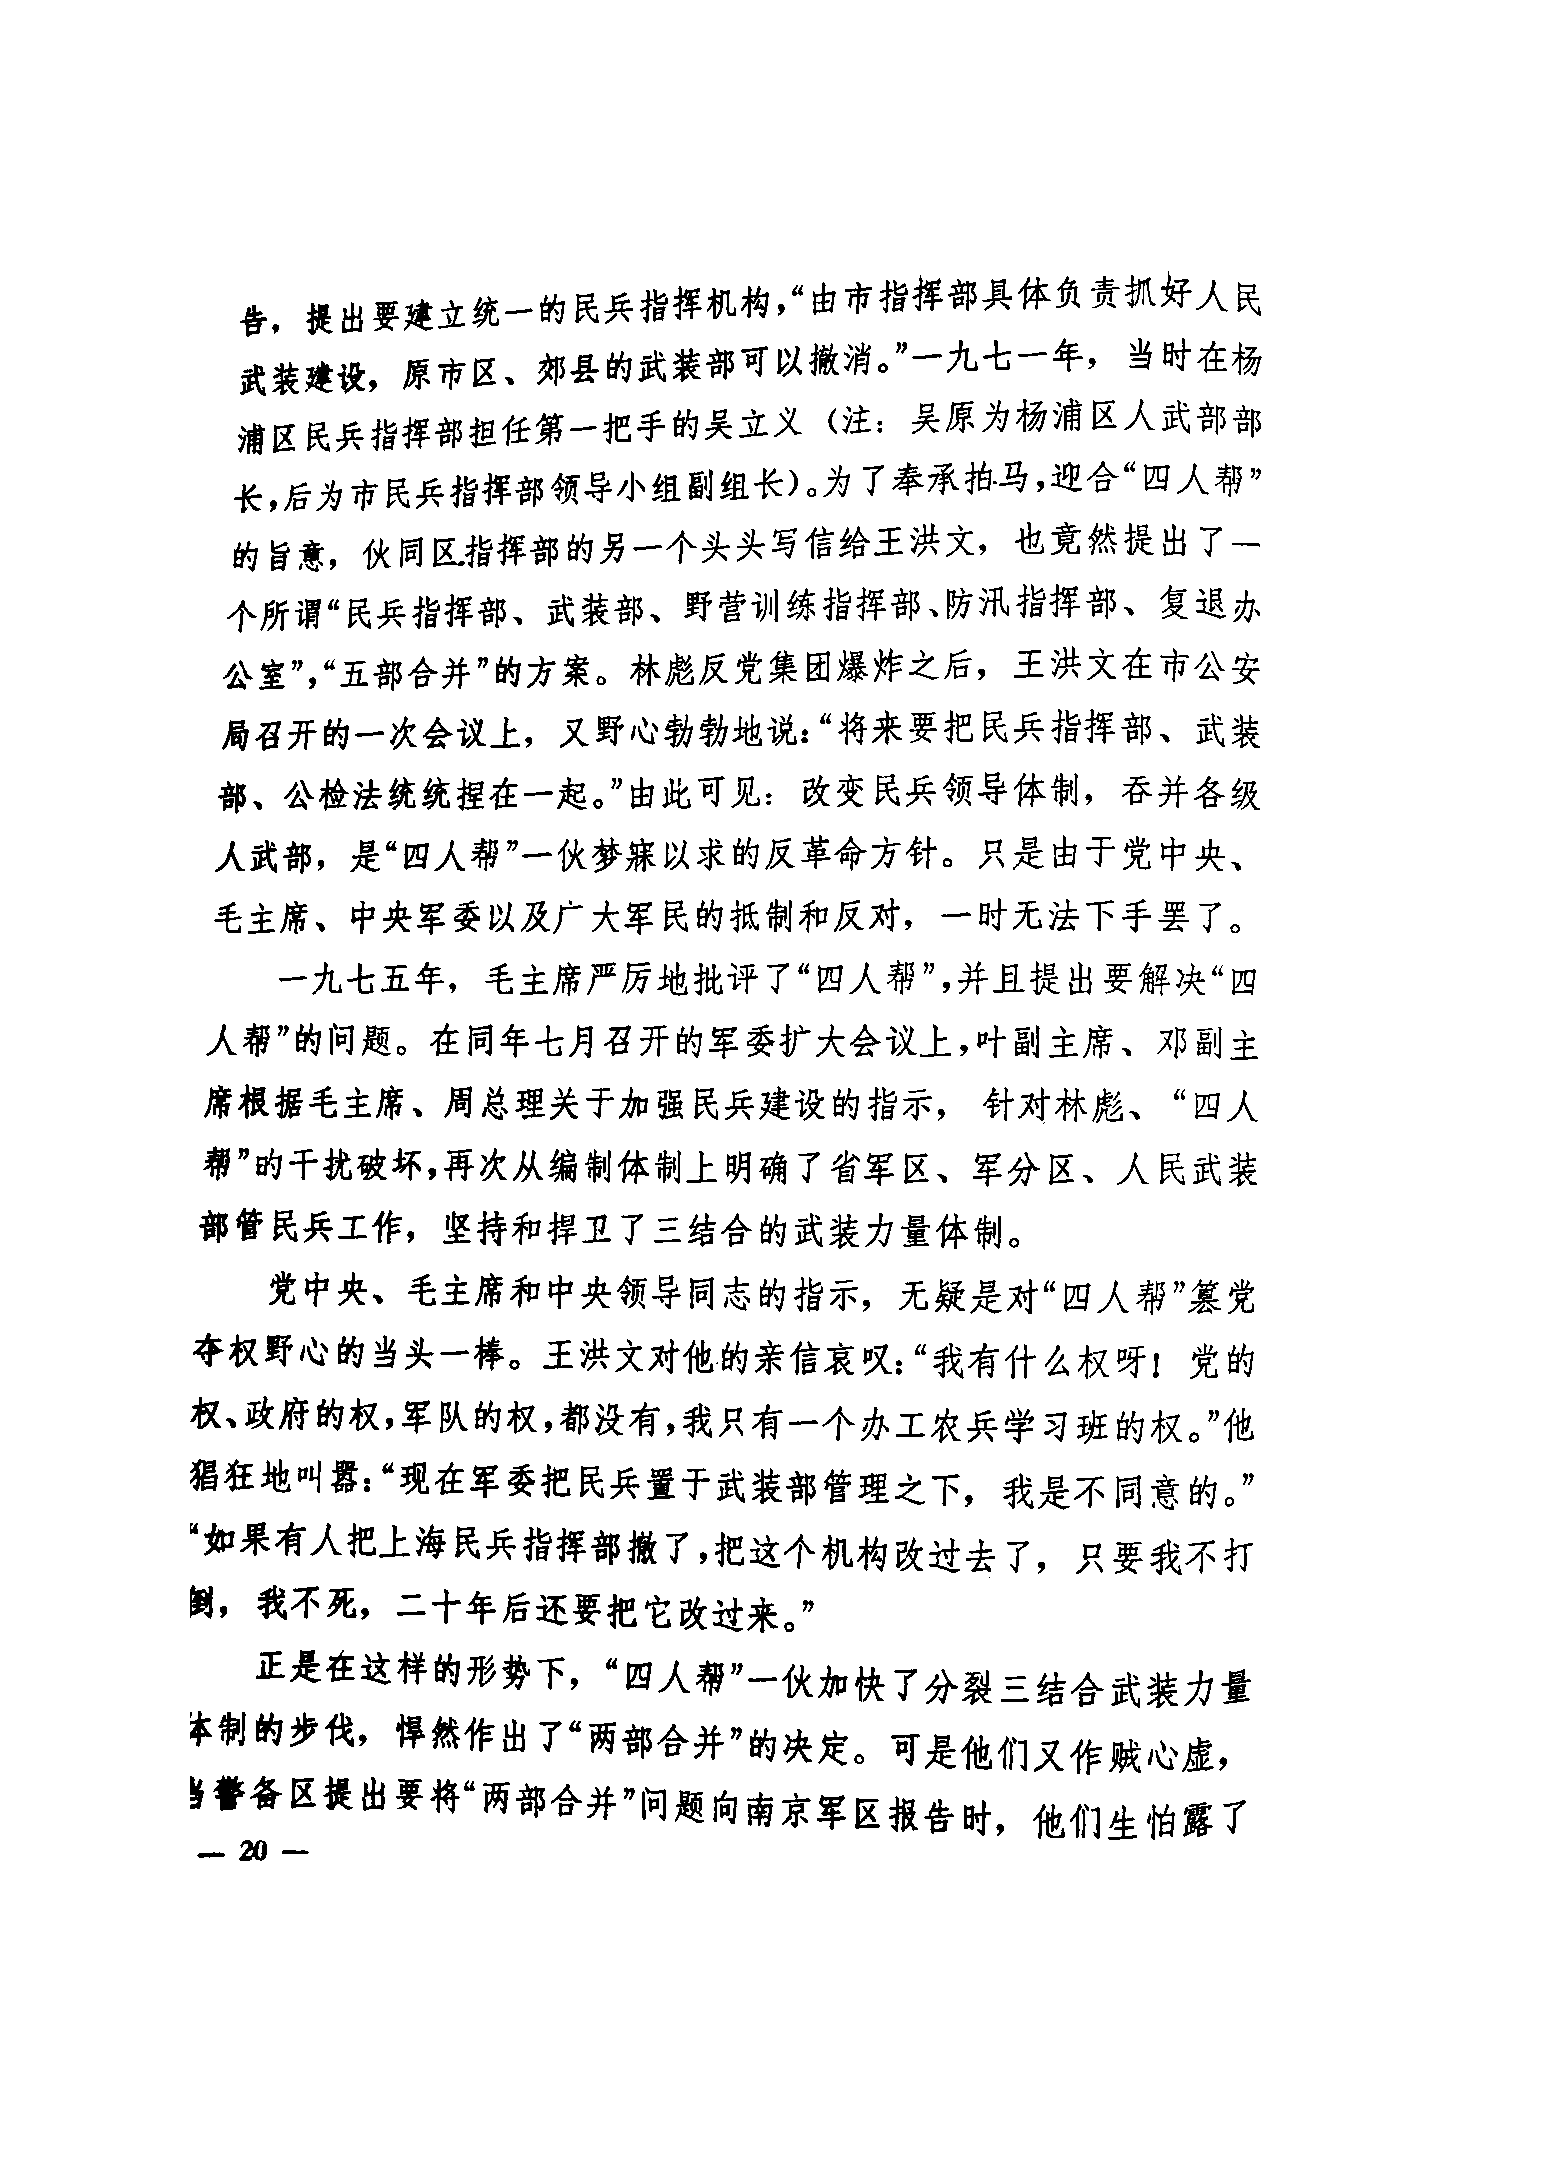 告，提出要建立统一的民兵指挥机构，“由市指挥部具体负责抓好人民
武装建设，原市区、郊县的武装部可以撤消。”一九七一年，当时在杨
浦区民兵指挥部担任第一把手的吴立义（注：吴原为杨浦区人武部部
长，后为市民兵指挥部领导小组副组长）。为了奉承拍马，迎合“四人帮”
的旨意，伙同区指挥部的另一个头头写信给王洪文，也竟然提出了一
个所谓“民兵指挥部、武装部、野营训练指挥部、防汛指挥部、复退办
公室”，“五部合并”的方案。林彪反党集团爆炸之后，王洪文在市公安
局召开的一次会议上，又野心勃勃地说：“将来要把民兵指挥部、武装
部、公检法统统捏在一起。”由此可见：改变民兵领导体制，吞并各级
人武部，是“四人帮”一伙梦寐以求的反革命方针。只是由于党中央、
毛主席、中央军委以及广大军民的抵制和反对，一时无法下手罢了。
一九七五年，毛主席严厉地批评了“四人帮”，并且提出要解决“四
人帮”的问题。在同年七月召开的军委扩大会议上，叶副主席、邓副主
席根据毛主席、周总理关于加强民兵建设的指示，针对林彪、“四人
帮”的干扰破坏，再次从编制体制上明确了省军区、军分区、人民武装
部管民兵工作，坚持和捍卫了三结合的武装力量体制。
党中央、毛主席和中央领导同志的指示，无疑是对“四人帮”篡党
夺权野心的当头一棒。王洪文对他的亲信哀叹：“我有什么权呀！党的
权、政府的权，军队的权，都没有，我只有一个办工农兵学习班的权。”他
猖狂地叫嚣：“现在军委把民兵置于武装部管理之下，我是不同意的。”
“如果有人把上海民兵指挥部撤了，把这个机构改过去了，只要我不打
倒，我不死，二十年后还要把它改过来。”
正是在这样的形势下，“四人帮”一伙加快了分裂三结合武装力量
体制的步伐，悍然作出了“两部合并”的决定。可是他们又作贼心虚，
当警备区提出要将“两部合并”问题向南京军区报告时，他们生怕露了
— 20 —